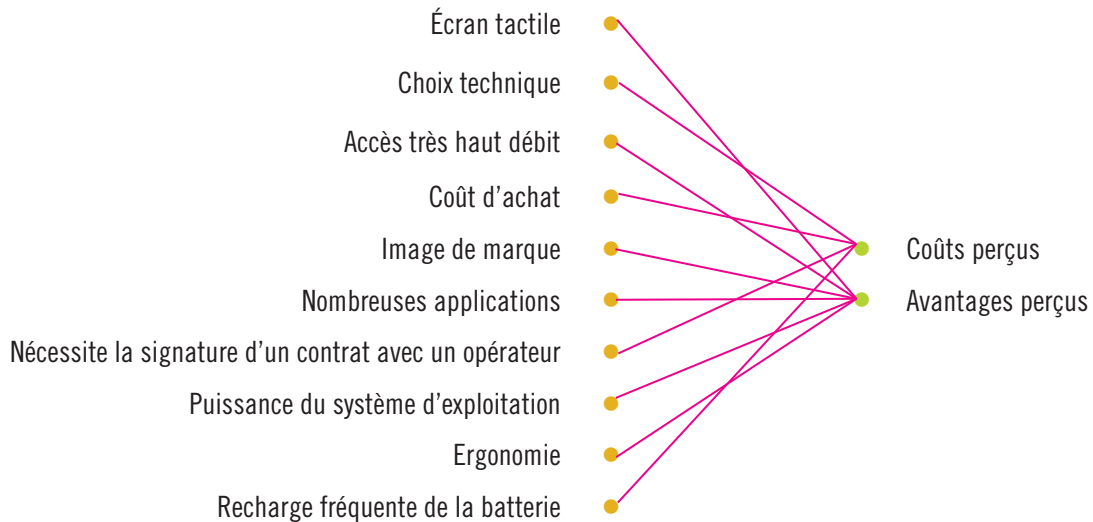 Écran tactile
Choix technique
Accès très haut débit
Coût d’achat
Image de marque
Nombreuses applications
Nécessite la signature d’un contrat avec un opérateur
Puissance du système d’exploitation
Ergonomie
Recharge fréquente de la batterie
Coûts perçus
Avantages perçus